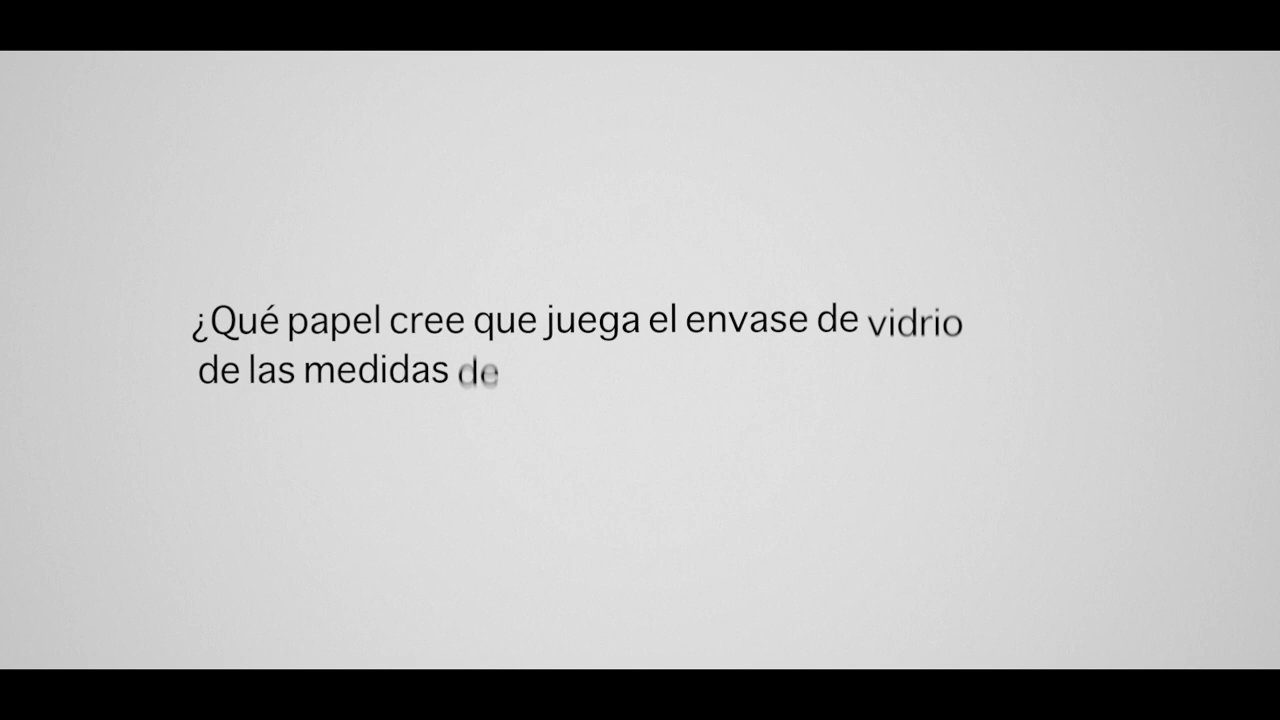 ¿Qué papel cree que juega el envase de vidrio
de las medidas de